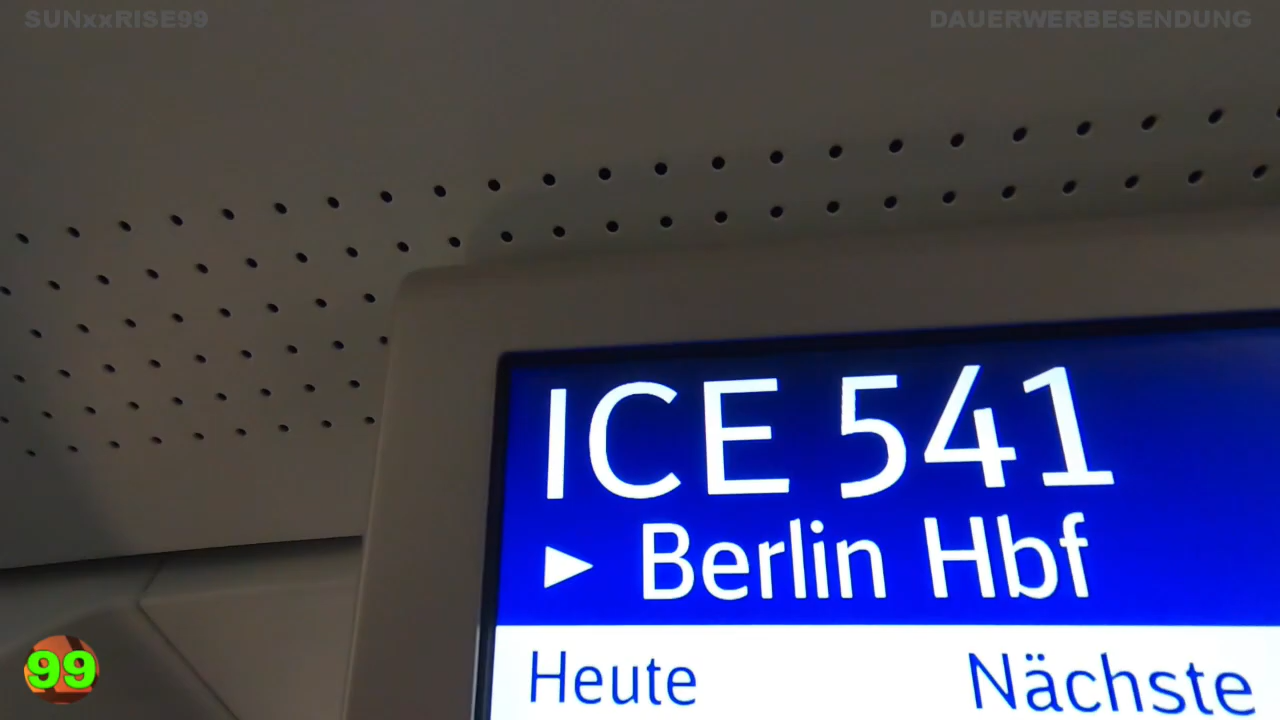 SUNxxRISE99
DAUERWERBESENDUNG
ICE 541
► Berlin Hbf
Heute
Nächste
99